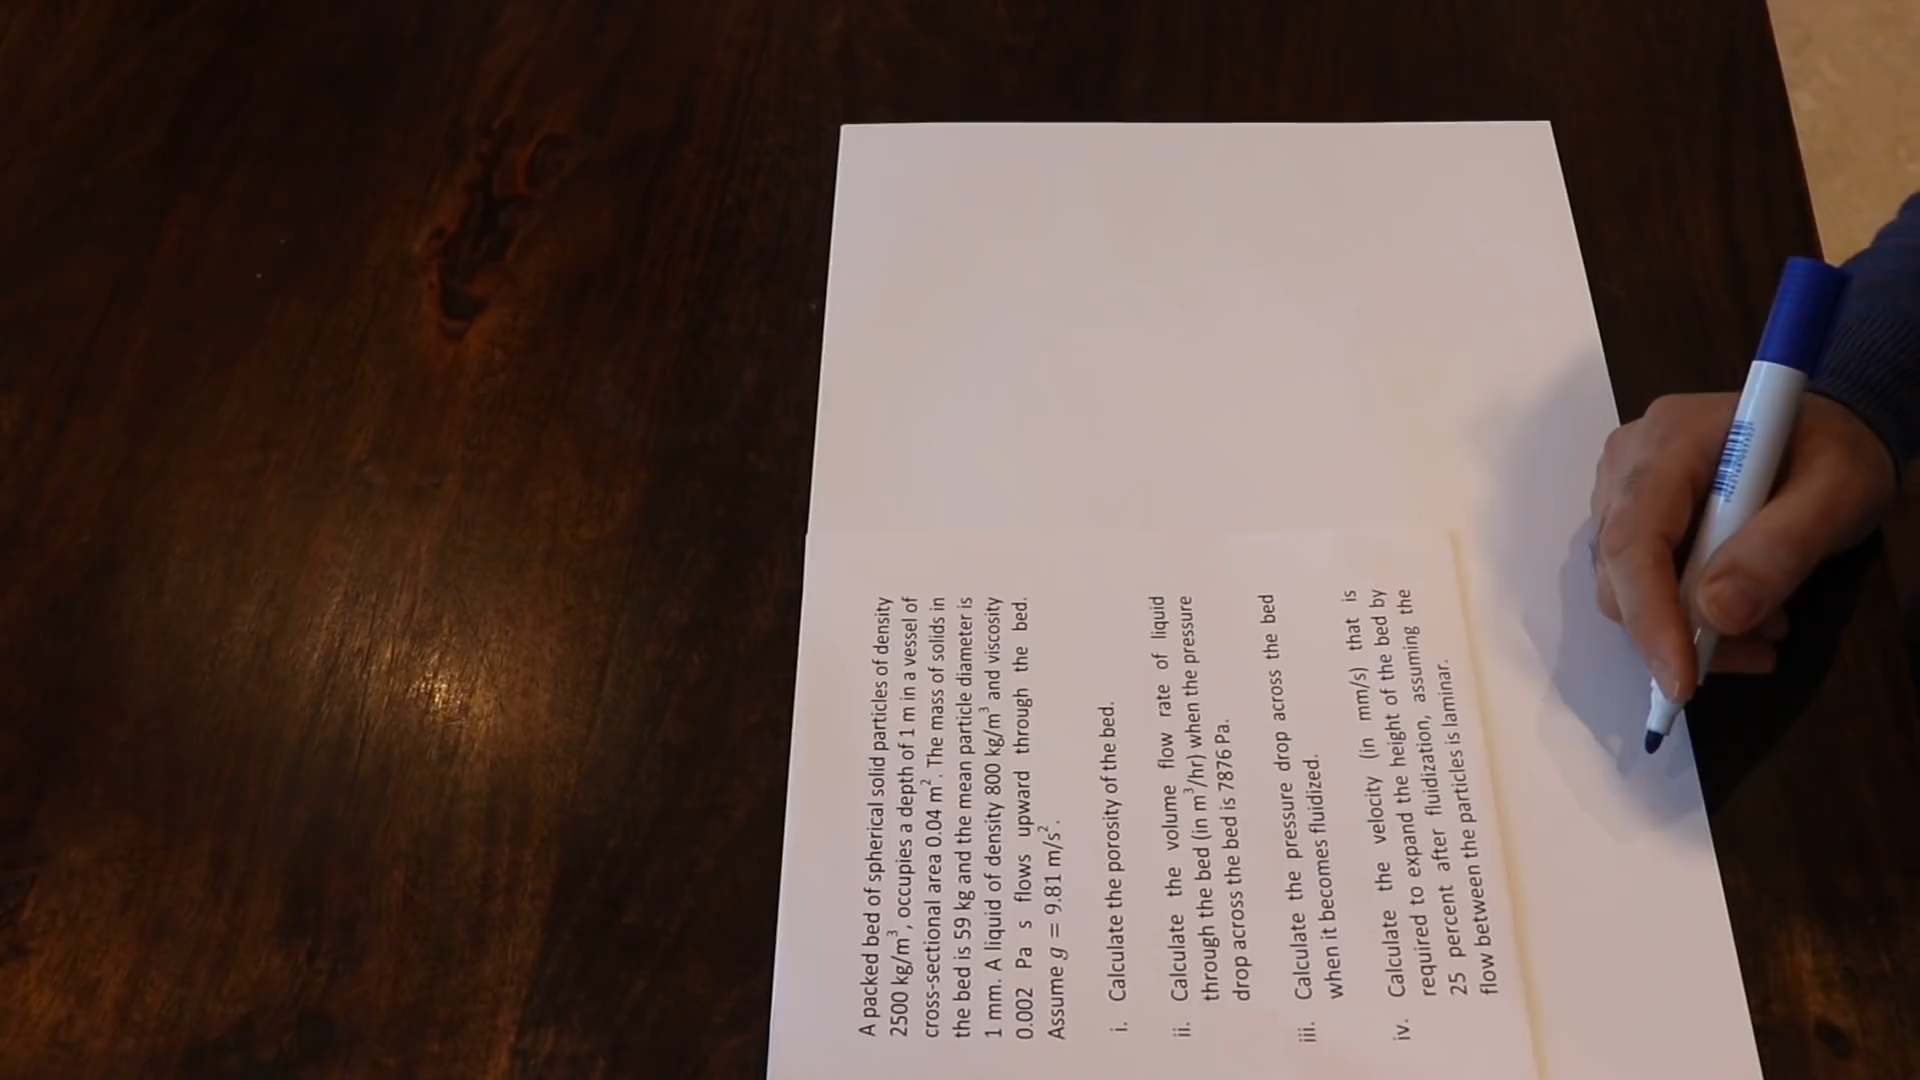 A packed bed of spherical solid particles of density
2500 kg/m³, occupies a depth of 1 m in a vessel of
cross-sectional area 0.04 m². The mass of solids in
the bed is 59 kg and the mean particle diameter is
1 mm. A liquid of density 800 kg/m³ and viscosity
0.002 Pa s flows upward through the bed.
Assume g = 9.81 m/s².
i. Calculate the porosity of the bed.
ii. Calculate the volume flow rate of liquid
through the bed (in m³/hr) when the pressure
drop across the bed is 7876 Pa.
iii. Calculate the pressure drop across the bed
when it becomes fluidized.
iv. Calculate the velocity (in mm/s) that is
required to expand the height of the bed by
25 percent after fluidization, assuming the
flow between the particles is laminar.